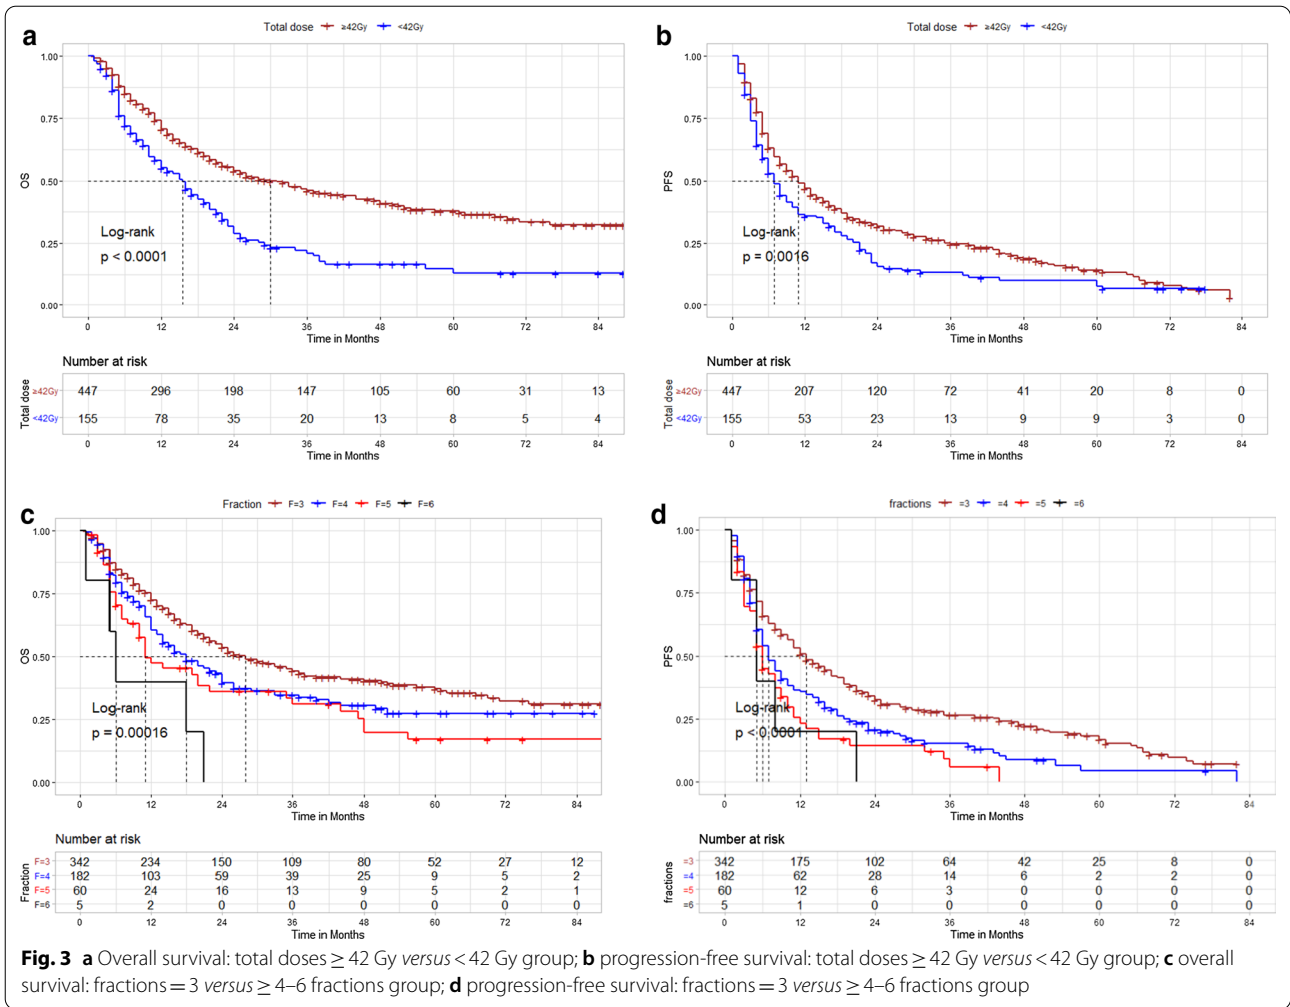 a
Total dose ≥42Gy <42Gy
OS
1.00
0.75
0.50
0.25
0.00
Log-rank
p < 0.0001
0 12 24 36 48 60 72 84
Time in Months
Number at risk
Total dose
≥42Gy 447 296 198 147 105 60 31 13
<42Gy 155 78 35 20 13 8 5 4
0 12 24 36 48 60 72 84
Time in Months
b
Total dose ≥42Gy <42Gy
PFS
1.00
0.75
0.50
0.25
0.00
Log-rank
p = 0.0016
0 12 24 36 48 60 72 84
Time in Months
Number at risk
Total dose
≥42Gy 447 207 120 72 41 20 8 0
<42Gy 155 53 23 13 9 9 3 0
0 12 24 36 48 60 72 84
Time in Months
c
Fraction F=3 F=4 F=5 F=6
OS
1.00
0.75
0.50
0.25
0.00
Log-rank
p = 0.00016
0 12 24 36 48 60 72 84
Time in Months
Number at risk
Fraction
F=3 342 234 150 109 80 52 27 12
F=4 182 103 59 39 25 9 5 2
F=5 60 24 16 13 9 5 2 1
F=6 5 2 0 0 0 0 0 0
0 12 24 36 48 60 72 84
Time in Months
d
fractions =3 =4 =5 =6
PFS
1.00
0.75
0.50
0.25
0.00
Log-rank
p < 0.0001
0 12 24 36 48 60 72 84
Time in Months
Number at risk
fractions
=3 342 175 102 64 42 25 8 0
=4 182 62 28 14 6 2 2 0
=5 60 12 6 3 0 0 0 0
=6 5 1 0 0 0 0 0 0
0 12 24 36 48 60 72 84
Time in Months
Fig. 3 a Overall survival: total doses ≥ 42 Gy versus < 42 Gy group; b progression-free survival: total doses ≥ 42 Gy versus < 42 Gy group; c overall
survival: fractions = 3 versus ≥ 4–6 fractions group; d progression-free survival: fractions = 3 versus ≥ 4–6 fractions group